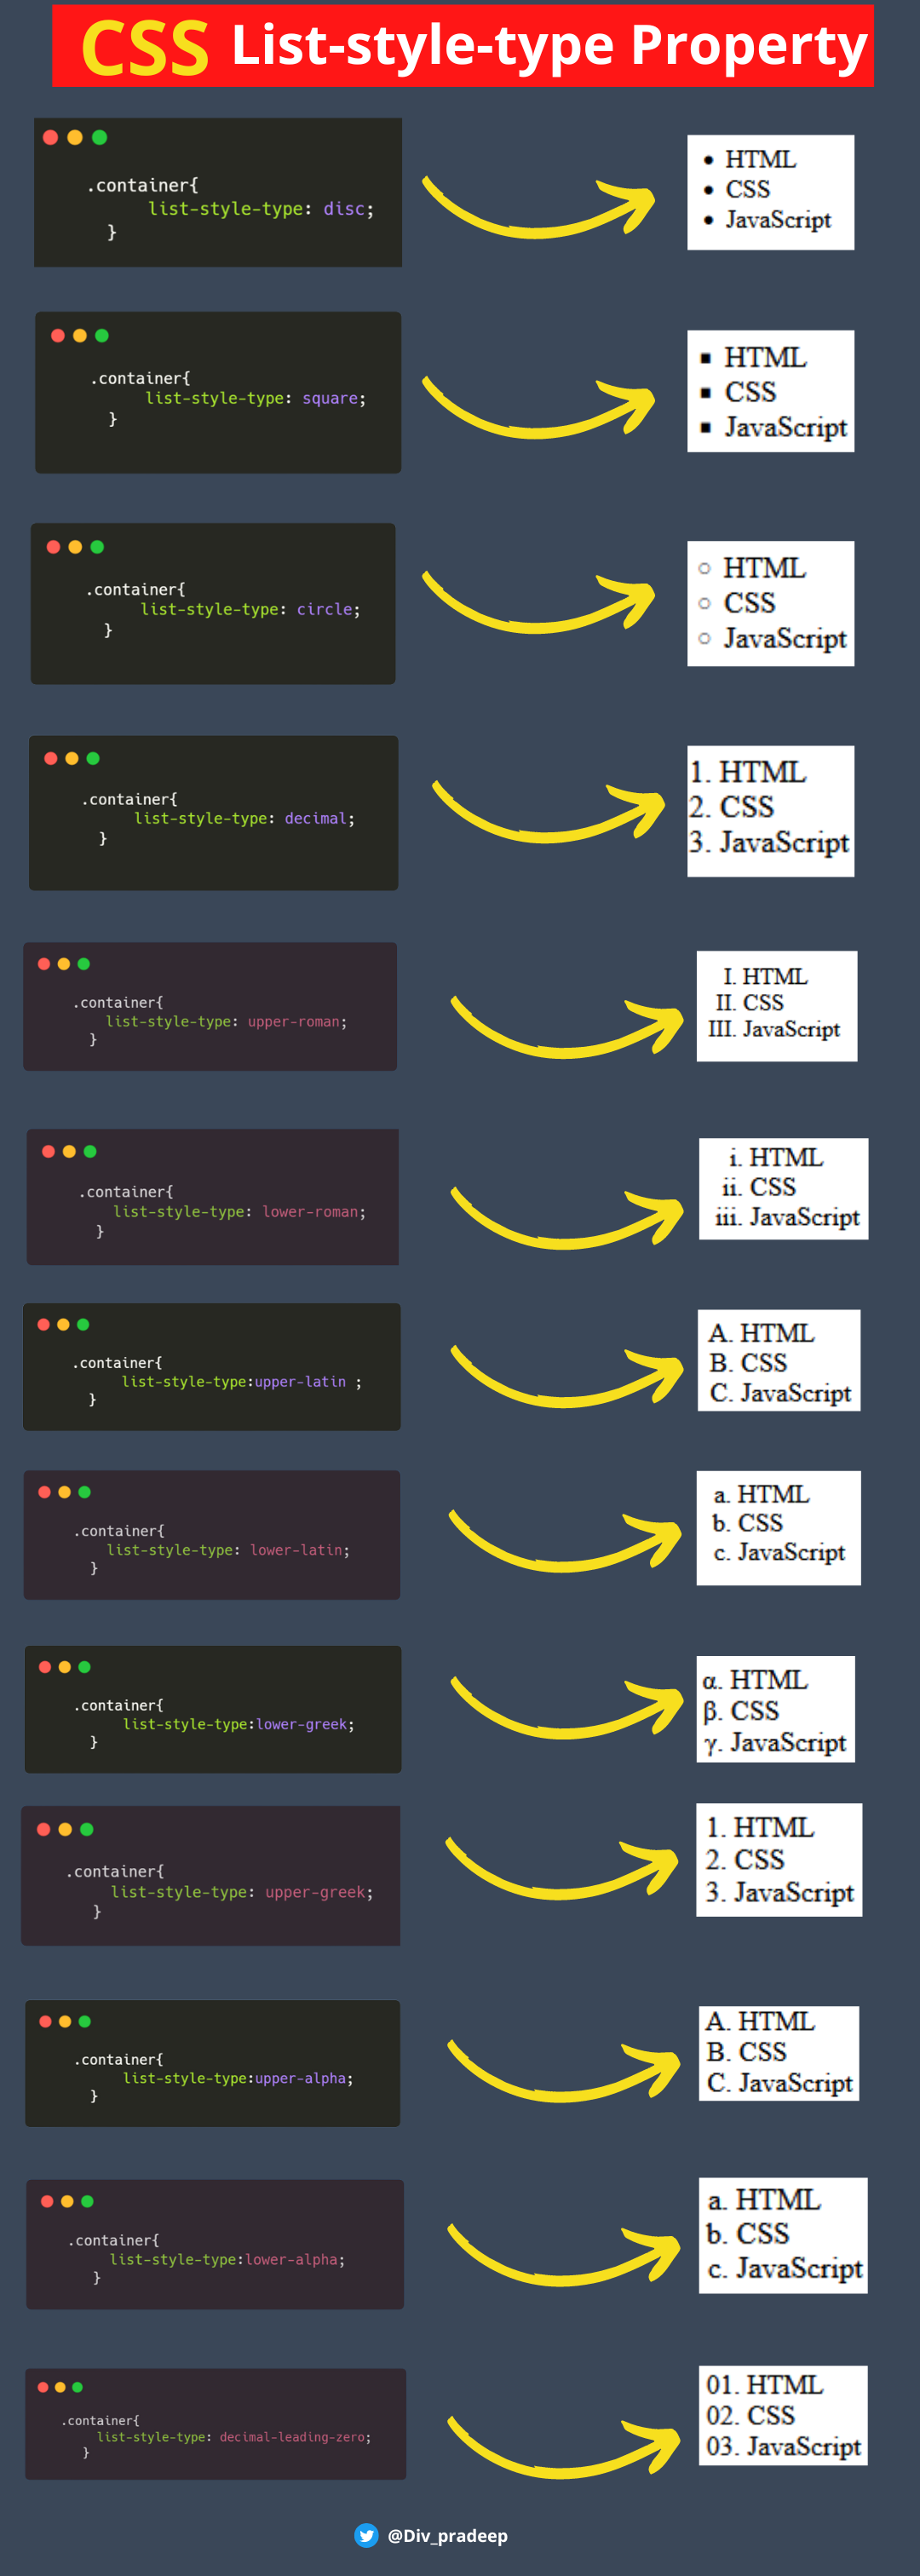 CSS List-style-type Property
.container{
list-style-type: disc;
}
• HTML
• CSS
• JavaScript
.container{
list-style-type: square;
}
▪ HTML
▪ CSS
▪ JavaScript
.container{
list-style-type: circle;
}
○ HTML
○ CSS
○ JavaScript
.container{
list-style-type: decimal;
}
1. HTML
2. CSS
3. JavaScript
.container{
list-style-type: upper-roman;
}
I. HTML
II. CSS
III. JavaScript
.container{
list-style-type: lower-roman;
}
i. HTML
ii. CSS
iii. JavaScript
.container{
list-style-type:upper-latin ;
}
A. HTML
B. CSS
C. JavaScript
.container{
list-style-type: lower-latin;
}
a. HTML
b. CSS
c. JavaScript
.container{
list-style-type:lower-greek;
}
α. HTML
β. CSS
γ. JavaScript
.container{
list-style-type: upper-greek;
}
1. HTML
2. CSS
3. JavaScript
.container{
list-style-type:upper-alpha;
}
A. HTML
B. CSS
C. JavaScript
.container{
list-style-type:lower-alpha;
}
a. HTML
b. CSS
c. JavaScript
.container{
list-style-type: decimal-leading-zero;
}
01. HTML
02. CSS
03. JavaScript
@Div_pradeep